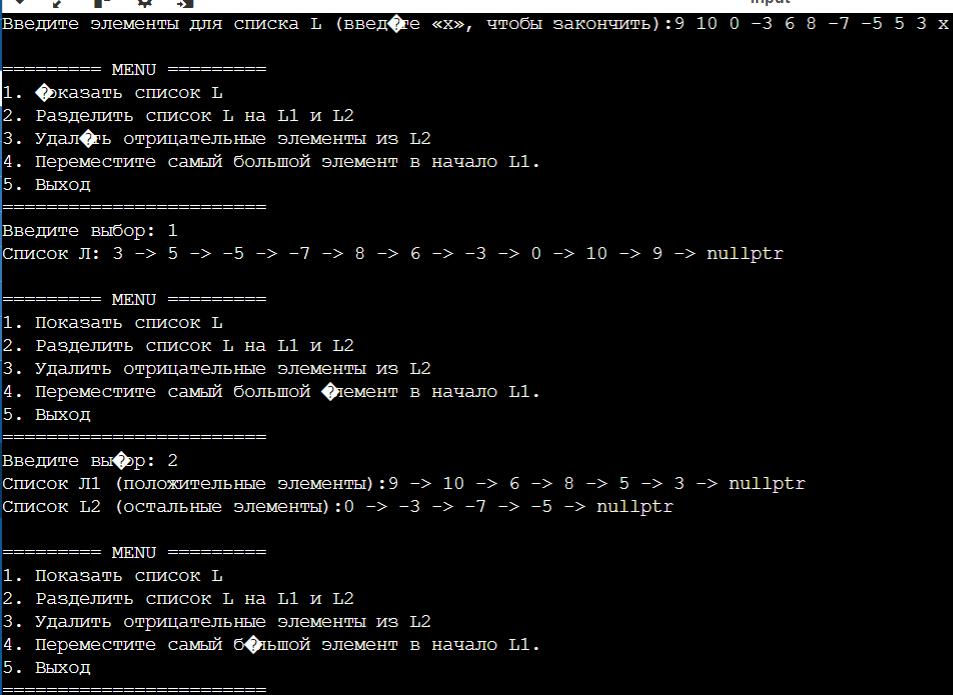 input
Введите элементы для списка L (введ�те «x», чтобы закончить):9 10 0 -3 6 8 -7 -5 5 3 x
========= MENU =========
1. �оказать список L
2. Разделить список L на L1 и L2
3. Удал�ть отрицательные элементы из L2
4. Переместите самый большой элемент в начало L1.
5. Выход
========================
Введите выбор: 1
Список Л: 3 -> 5 -> -5 -> -7 -> 8 -> 6 -> -3 -> 0 -> 10 -> 9 -> nullptr
========= MENU =========
1. Показать список L
2. Разделить список L на L1 и L2
3. Удалить отрицательные элементы из L2
4. Переместите самый большой �лемент в начало L1.
5. Выход
========================
Введите вы�ор: 2
Список Л1 (положительные элементы):9 -> 10 -> 6 -> 8 -> 5 -> 3 -> nullptr
Список L2 (остальные элементы):0 -> -3 -> -7 -> -5 -> nullptr
========= MENU =========
1. Показать список L
2. Разделить список L на L1 и L2
3. Удалить отрицательные элементы из L2
4. Переместите самый б�льшой элемент в начало L1.
5. Выход
========================